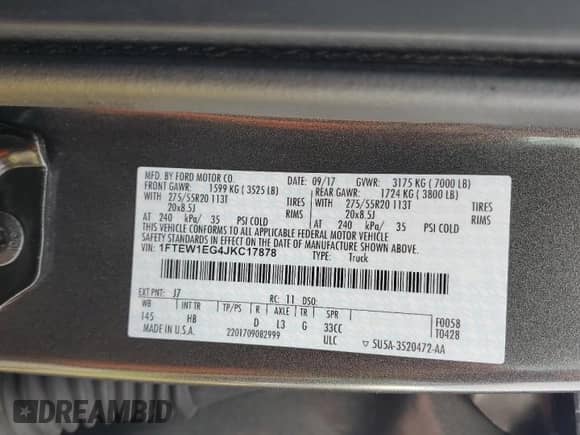 MFD. BY FORD MOTOR CO.
DATE: 09/17 GVWR: 3175 KG ( 7000 LB)
FRONT GAWR: 1599 KG ( 3525 LB) REAR GAWR: 1724 KG ( 3800 LB)
WITH 275/55R20 113T TIRES WITH 275/55R20 113T TIRES
20x8.5J RIMS 20x8.5J RIMS
AT 240 kPa/ 35 PSI COLD AT 240 kPa/ 35 PSI COLD
THIS VEHICLE CONFORMS TO ALL APPLICABLE FEDERAL MOTOR VEHICLE
SAFETY STANDARDS IN EFFECT ON THE DATE OF MANUFACTURE SHOWN ABOVE.
VIN: 1FTEW1EG4JKC17878 TYPE: Truck
EXT PNT: J7 RC: 11 DSO:
WB INT TR TP/PS R AXLE TR SPR F0058
145 HB D L3 G 33CC T0428
MADE IN U.S.A. 2201709082999 ULC ▽ SU5A-3520472-AA
DREAMBID